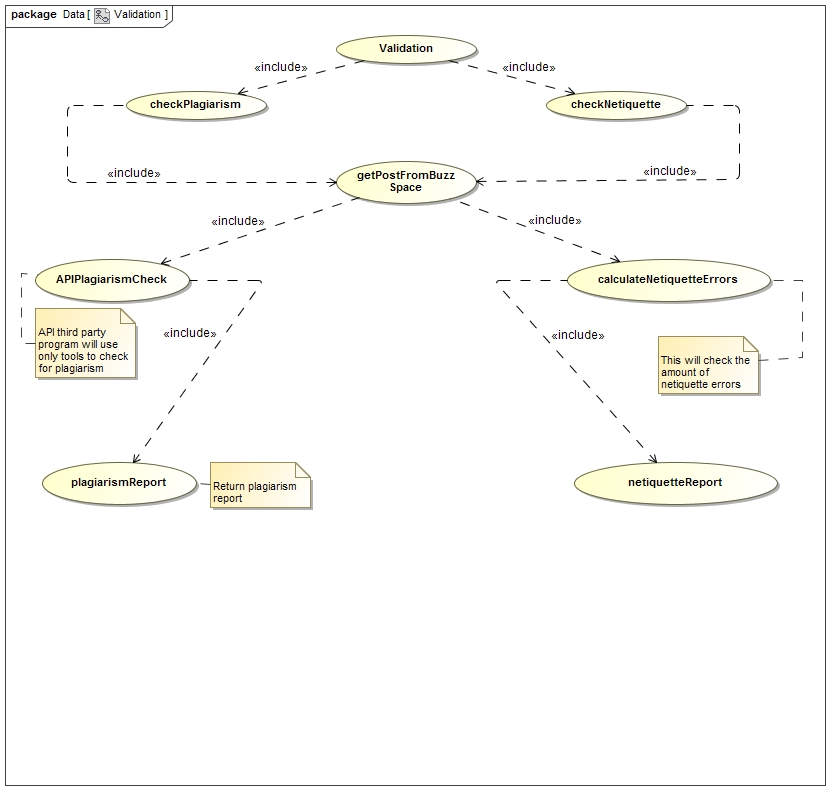 package Data [ Validation ]
Validation
«include»
«include»
checkPlagiarism
checkNetiquette
«include»
«include»
getPostFromBuzz
Space
«include»
«include»
APIPlagiarismCheck
calculateNetiquetteErrors
API third party
program will use
only tools to check
for plagiarism
«include»
«include»
This will check the
amount of
netiquette errors
plagiarismReport
Return plagiarism
report
netiquetteReport